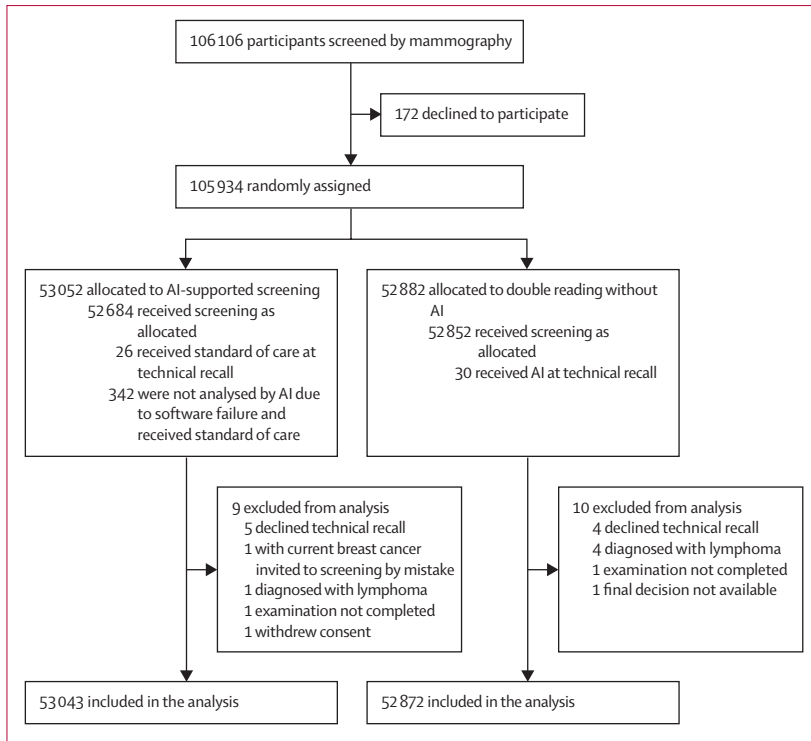 106 106 participants screened by mammography
172 declined to participate
105 934 randomly assigned
53 052 allocated to AI-supported screening
52 684 received screening as
allocated
26 received standard of care at
technical recall
342 were not analysed by AI due
to software failure and
received standard of care
52 882 allocated to double reading without
AI
52 852 received screening as
allocated
30 received AI at technical recall
9 excluded from analysis
5 declined technical recall
1 with current breast cancer
invited to screening by mistake
1 diagnosed with lymphoma
1 examination not completed
1 withdrew consent
10 excluded from analysis
4 declined technical recall
4 diagnosed with lymphoma
1 examination not completed
1 final decision not available
53 043 included in the analysis
52 872 included in the analysis